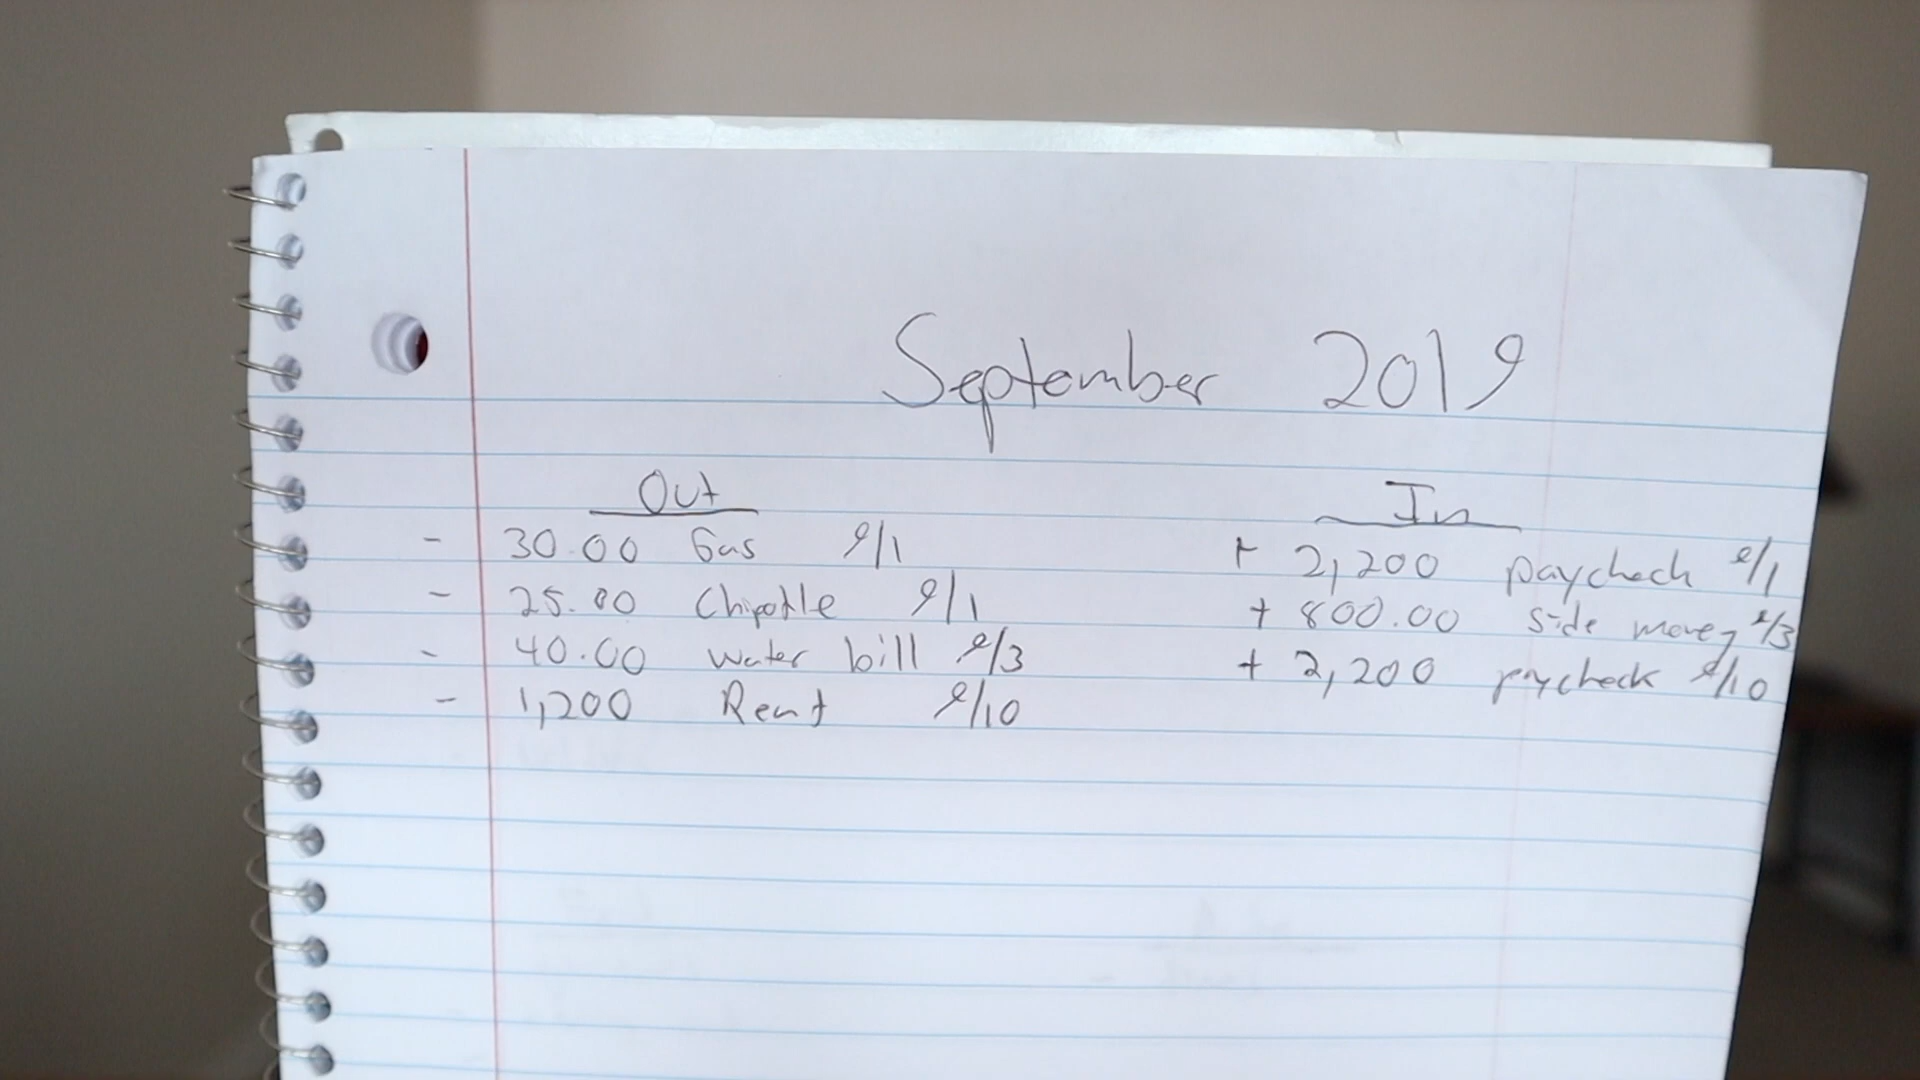 September 2019
Out
- 30.00 Gas 9/1
- 25.00 Chipotle 9/1
- 40.00 water bill 9/3
- 1,200 Rent 9/10
In
+ 2,200 paycheck 9/1
+ 800.00 side money 9/3
+ 2,200 paycheck 9/10